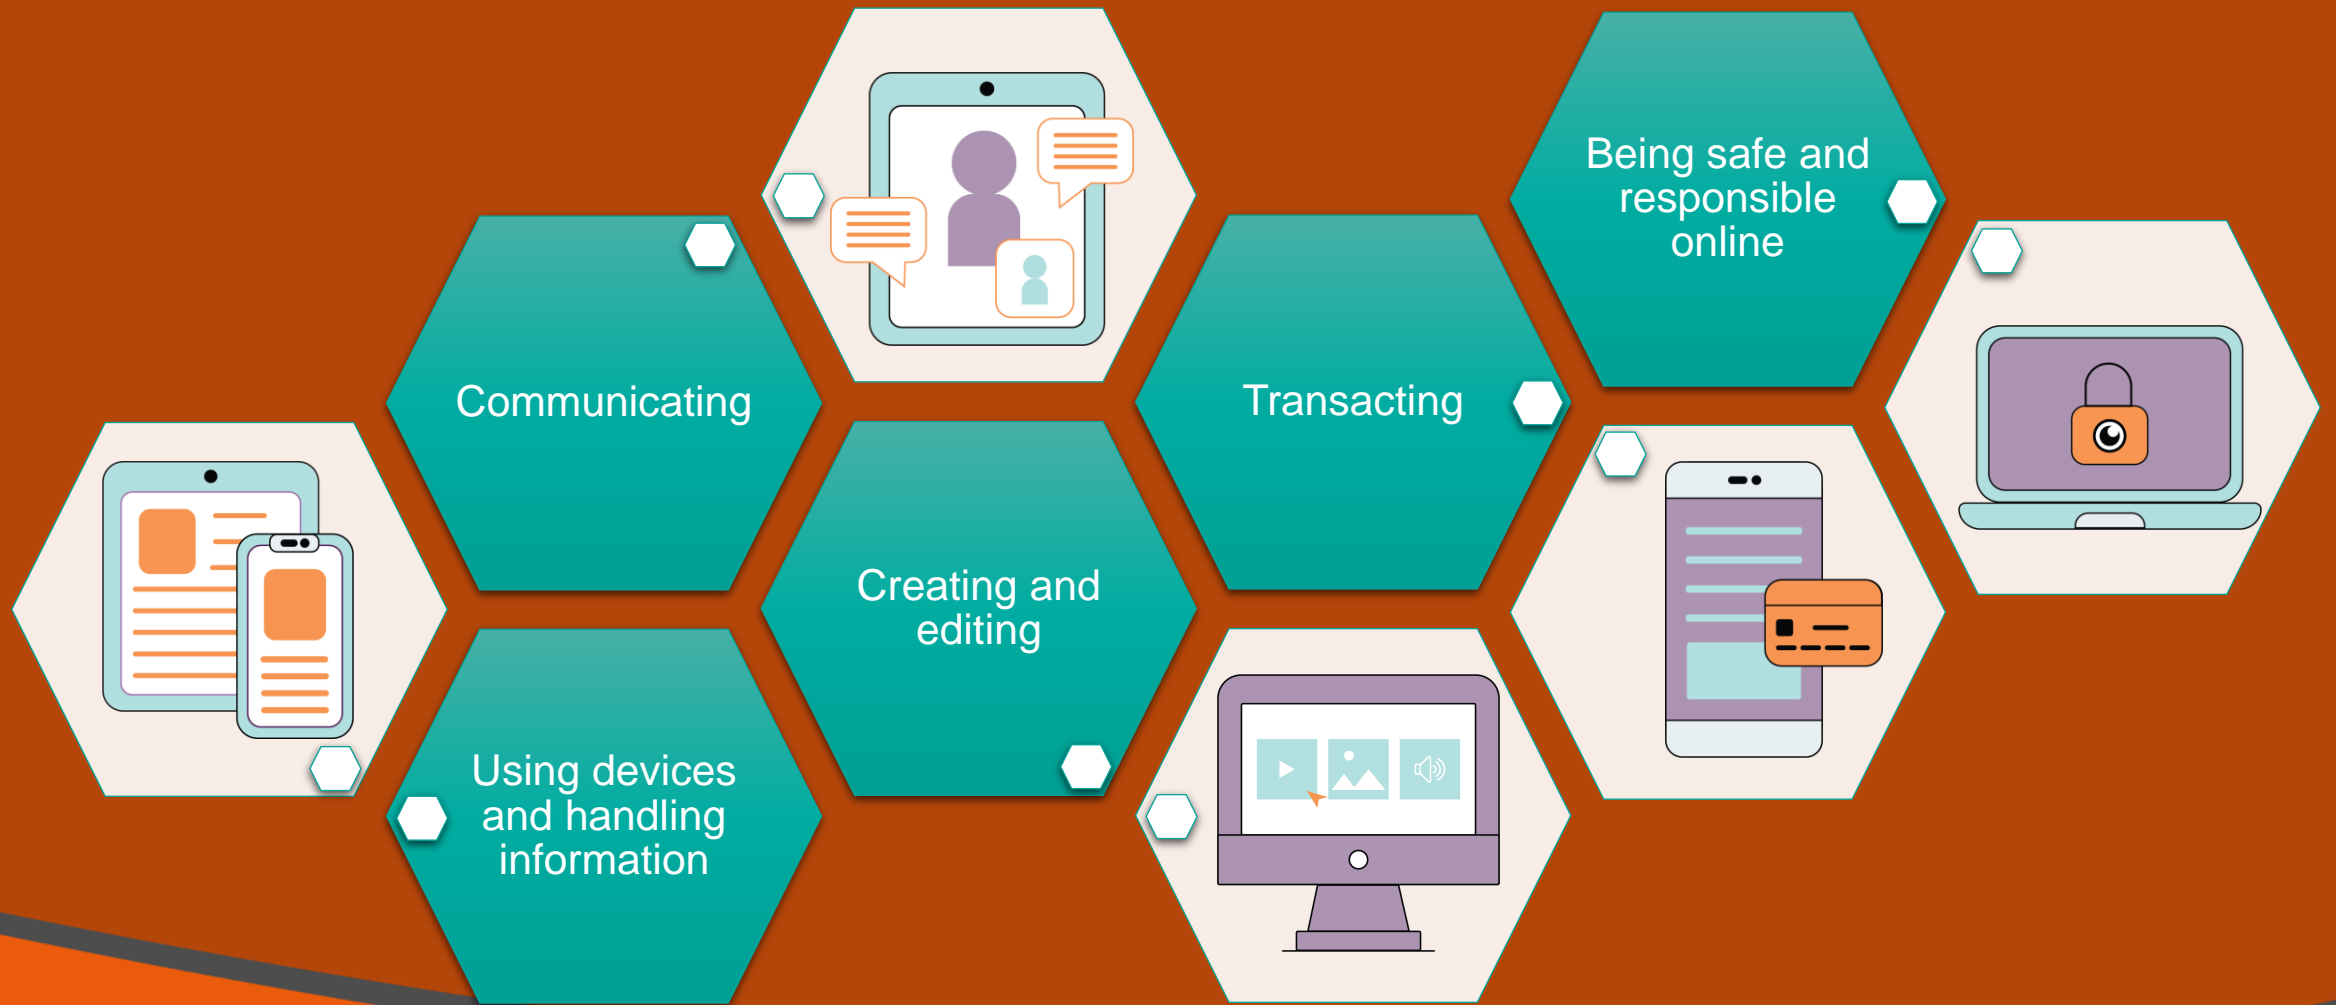 Communicating
Using devices
and handling
information
Creating and
editing
Transacting
Being safe and
responsible
online